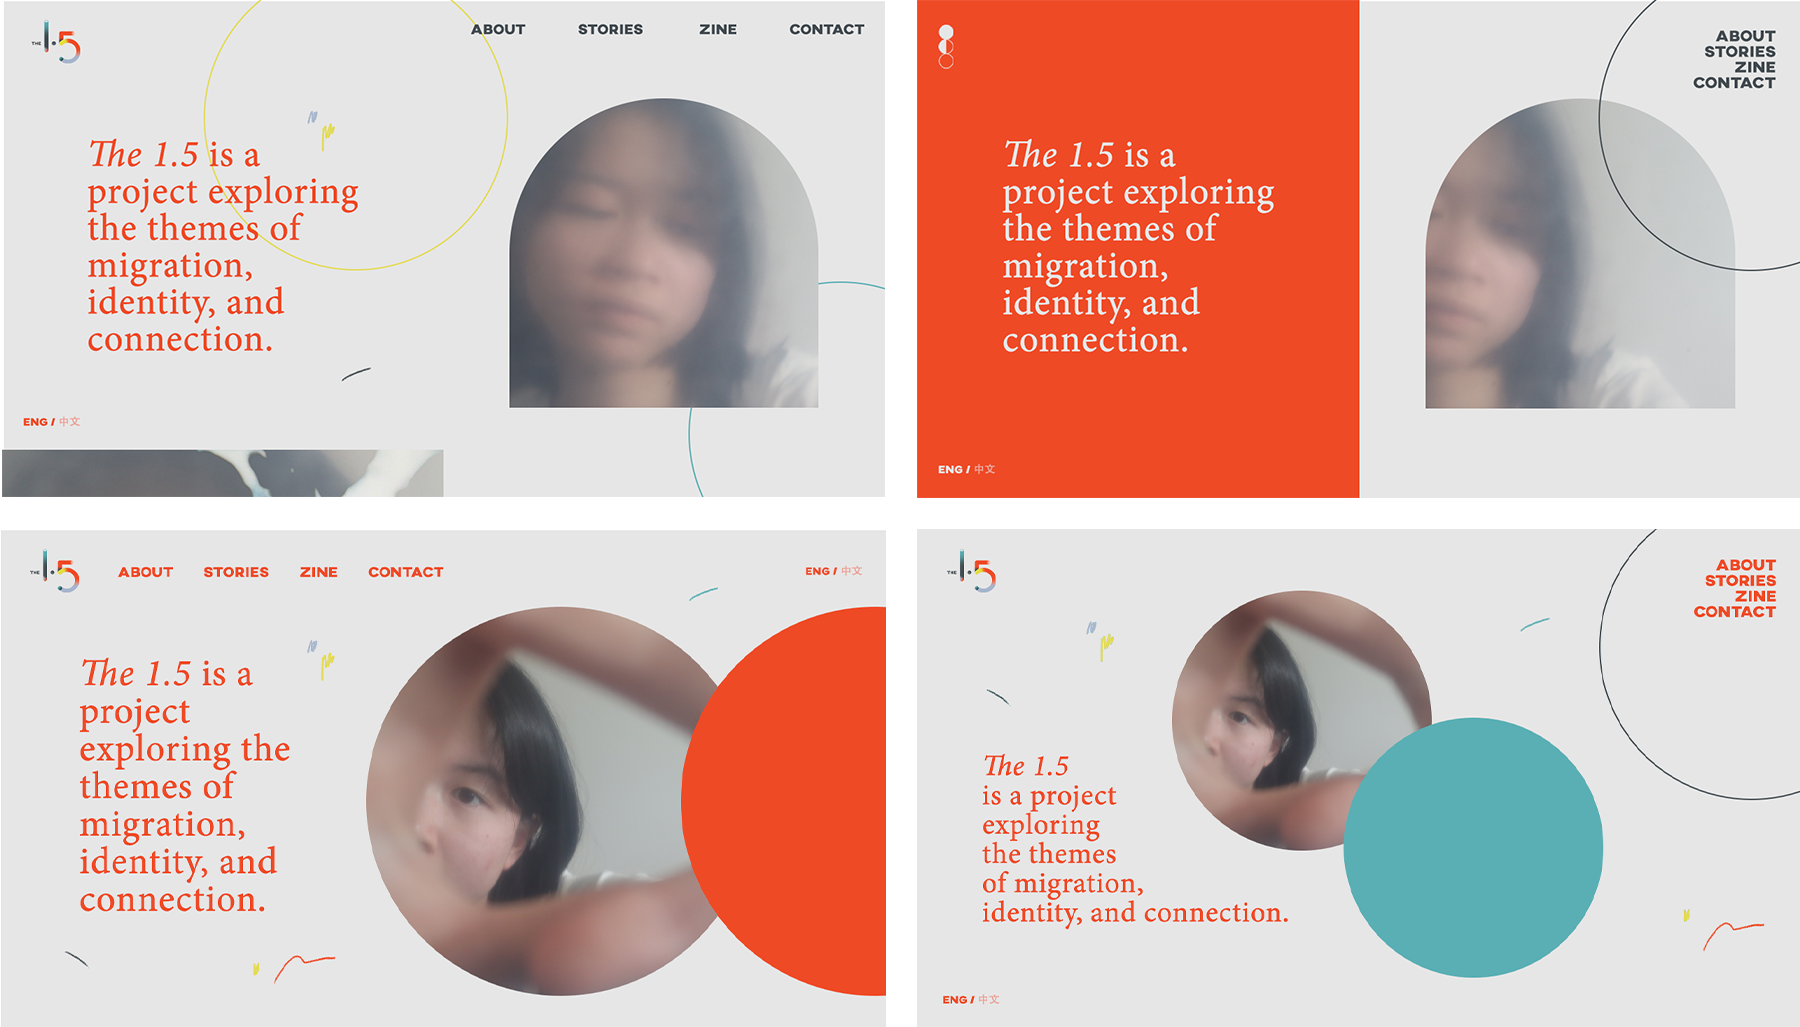 THE 1.5
ABOUT STORIES ZINE CONTACT
The 1.5 is a
project exploring
the themes of
migration,
identity, and
connection.
ENG / 中文
ABOUT
STORIES
ZINE
CONTACT
The 1.5 is a
project exploring
the themes of
migration,
identity, and
connection.
ENG / 中文
THE 1.5
ABOUT STORIES ZINE CONTACT
ENG / 中文
The 1.5 is a
project
exploring the
themes of
migration,
identity, and
connection.
THE 1.5
ABOUT
STORIES
ZINE
CONTACT
The 1.5
is a project
exploring
the themes
of migration,
identity, and connection.
ENG / 中文